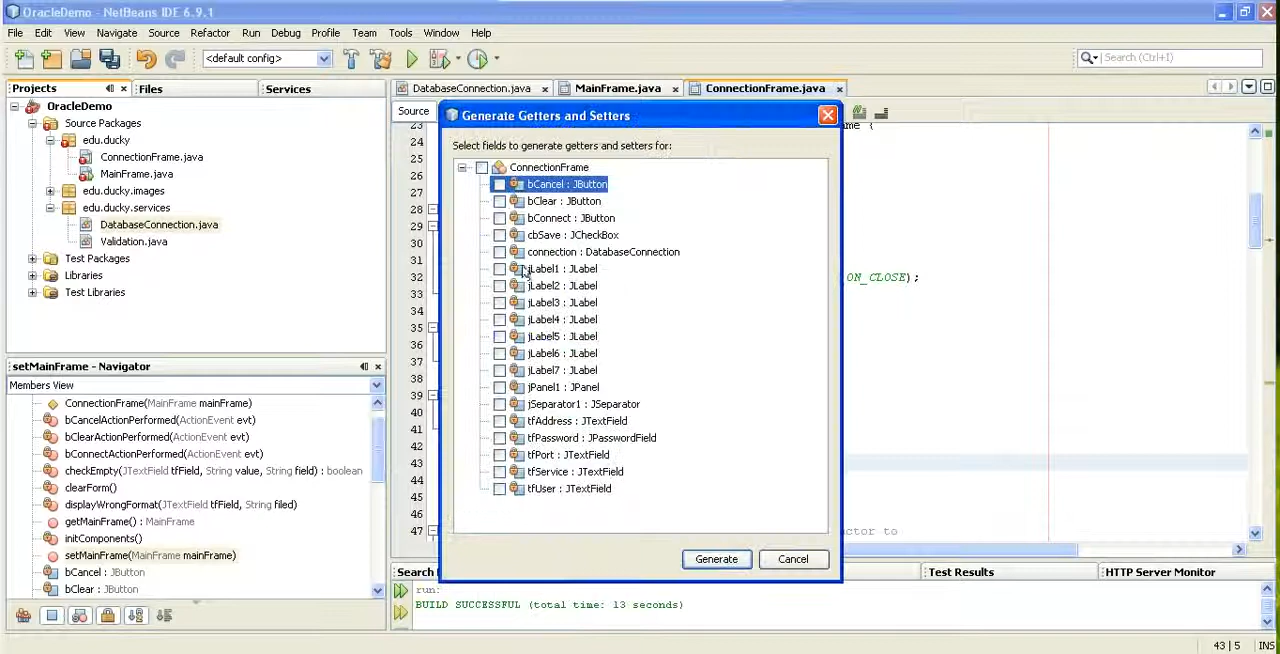 OracleDemo - NetBeans IDE 6.9.1
File Edit View Navigate Source Refactor Run Debug Profile Team Tools Window Help
<default config>
Search (Ctrl+I)
Projects
Files
Services
OracleDemo
Source Packages
edu.ducky
ConnectionFrame.java
MainFrame.java
edu.ducky.images
edu.ducky.services
DatabaseConnection.java
Validation.java
Test Packages
Libraries
Test Libraries
setMainFrame - Navigator
Members View
ConnectionFrame(MainFrame mainFrame)
bCancelActionPerformed(ActionEvent evt)
bClearActionPerformed(ActionEvent evt)
bConnectActionPerformed(ActionEvent evt)
checkEmpty(JTextField tfField, String value, String field) : boolean
clearForm()
displayWrongFormat(JTextField tfField, String filed)
getMainFrame() : MainFrame
initComponents()
setMainFrame(MainFrame mainFrame)
bCancel : JButton
bClear : JButton
DatabaseConnection.java
MainFrame.java
ConnectionFrame.java
Source
23 ame {
24
25
26
27
28
29
30
31
32 ON_CLOSE);
33
34
35
36
37
38
39
40
41
42
43
44
45
46
47 ctor to
Generate Getters and Setters
Select fields to generate getters and setters for:
ConnectionFrame
bCancel : JButton
bClear : JButton
bConnect : JButton
cbSave : JCheckBox
connection : DatabaseConnection
jLabel1 : JLabel
jLabel2 : JLabel
jLabel3 : JLabel
jLabel4 : JLabel
jLabel5 : JLabel
jLabel6 : JLabel
jLabel7 : JLabel
jPanel1 : JPanel
jSeparator1 : JSeparator
tfAddress : JTextField
tfPassword : JPasswordField
tfPort : JTextField
tfService : JTextField
tfUser : JTextField
Generate
Cancel
Search
Test Results
HTTP Server Monitor
run:
BUILD SUCCESSFUL (total time: 13 seconds)
43 | 5 INS